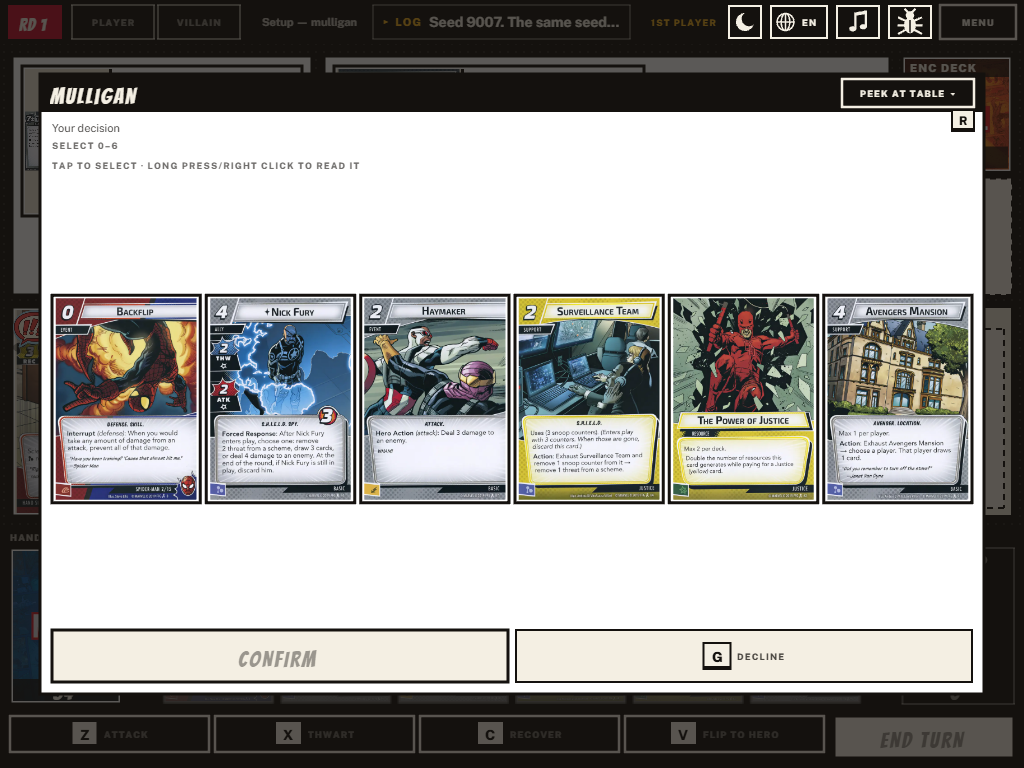 RD 1
PLAYER
VILLAIN
Setup — mulligan
LOG Seed 9007. The same seed...
1ST PLAYER
EN
MENU
ENC DECK
MULLIGAN
PEEK AT TABLE
R
Your decision
SELECT 0–6
TAP TO SELECT · LONG PRESS/RIGHT CLICK TO READ IT
0
BACKFLIP
EVENT
DEFENSE. SKILL.
Interrupt (defense): When you would
take any amount of damage from an
attack, prevent all of that damage.
SPIDER-MAN
4
NICK FURY
ALLY
2
THW
2
ATK
3
S.H.I.E.L.D. SPY.
Forced Response: After Nick Fury
enters play, choose one: remove
2 threat from a scheme, draw 3 cards,
or deal 4 damage to an enemy. At the
end of the round, if Nick Fury is still in
play, discard him.
BASIC
2
HAYMAKER
EVENT
ATTACK.
Hero Action (attack): Deal 3 damage to
an enemy.
BASIC
2
SURVEILLANCE TEAM
SUPPORT
S.H.I.E.L.D.
Uses (3 snoop counters). (Enters play
with 3 counters. When those are gone,
discard this card.)
Action: Exhaust Surveillance Team and
remove 1 snoop counter from it →
remove 1 threat from a scheme.
JUSTICE
THE POWER OF JUSTICE
RESOURCE
Max 2 per deck.
Double the number of resources this
card generates while paying for a Justice
(yellow) card.
JUSTICE
4
AVENGERS MANSION
SUPPORT
AVENGER. LOCATION.
Max 1 per player.
Action: Exhaust Avengers Mansion
→ choose a player. That player draws
1 card.
BASIC
CONFIRM
G DECLINE
HAND
Z ATTACK
X THWART
C RECOVER
V FLIP TO HERO
END TURN